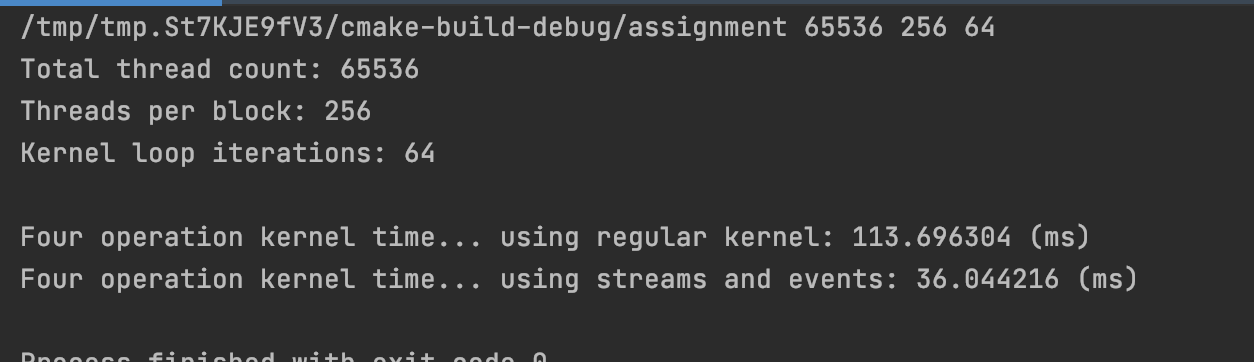 /tmp/tmp.St7KJE9fV3/cmake-build-debug/assignment 65536 256 64
Total thread count: 65536
Threads per block: 256
Kernel loop iterations: 64
Four operation kernel time... using regular kernel: 113.696304 (ms)
Four operation kernel time... using streams and events: 36.044216 (ms)
Process finished with exit code 0